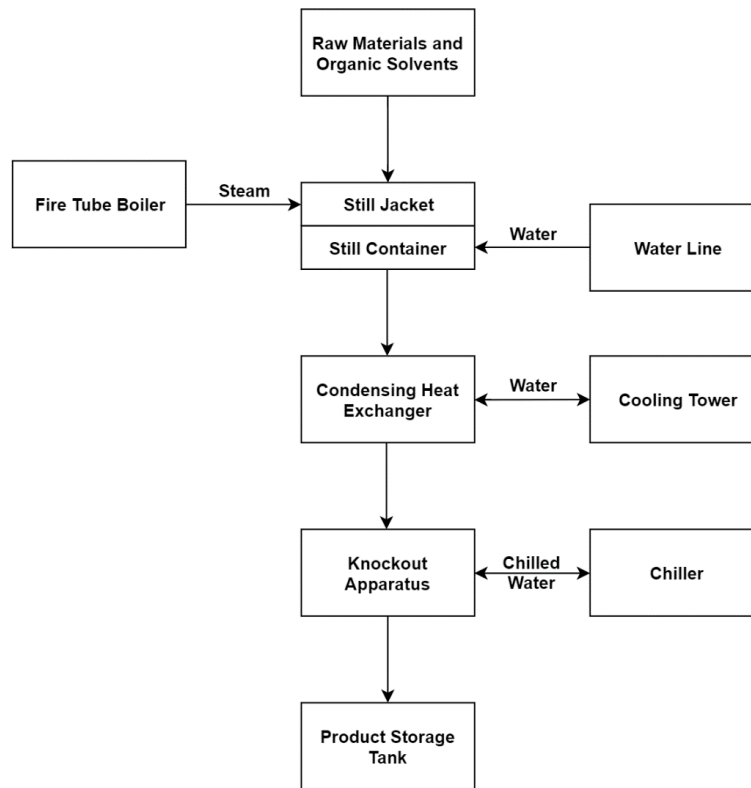 Raw Materials and
Organic Solvents
Fire Tube Boiler
Steam
Still Jacket
Still Container
Water
Water Line
Condensing Heat
Exchanger
Water
Cooling Tower
Knockout
Apparatus
Chilled
Water
Chiller
Product Storage
Tank